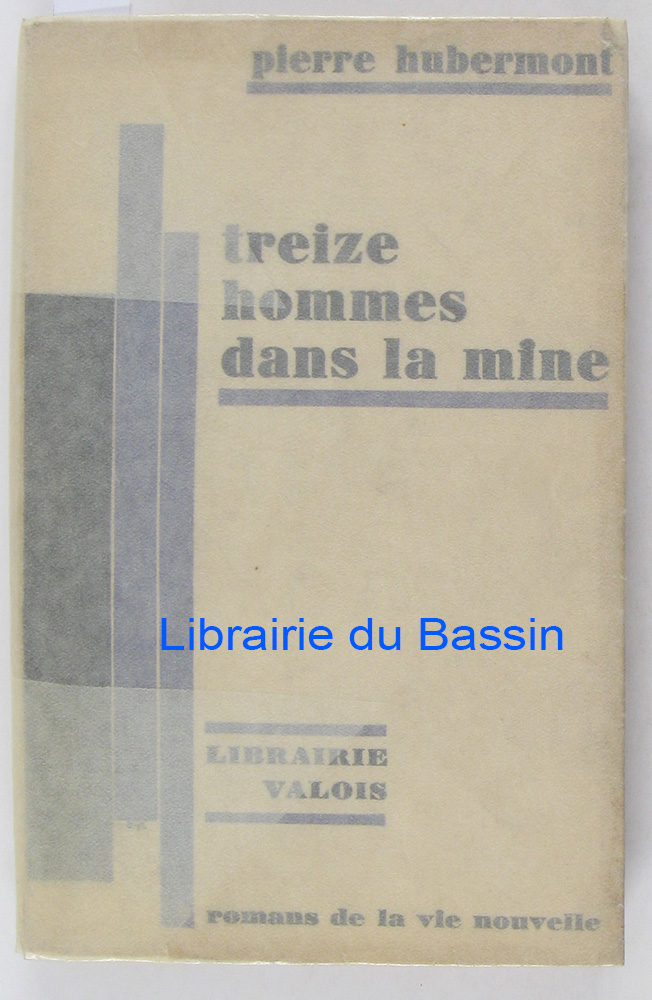 pierre hubermont
treize
hommes
dans la mine
Librairie du Bassin
LIBRAIRIE
VALOIS
romans de la vie nouvelle